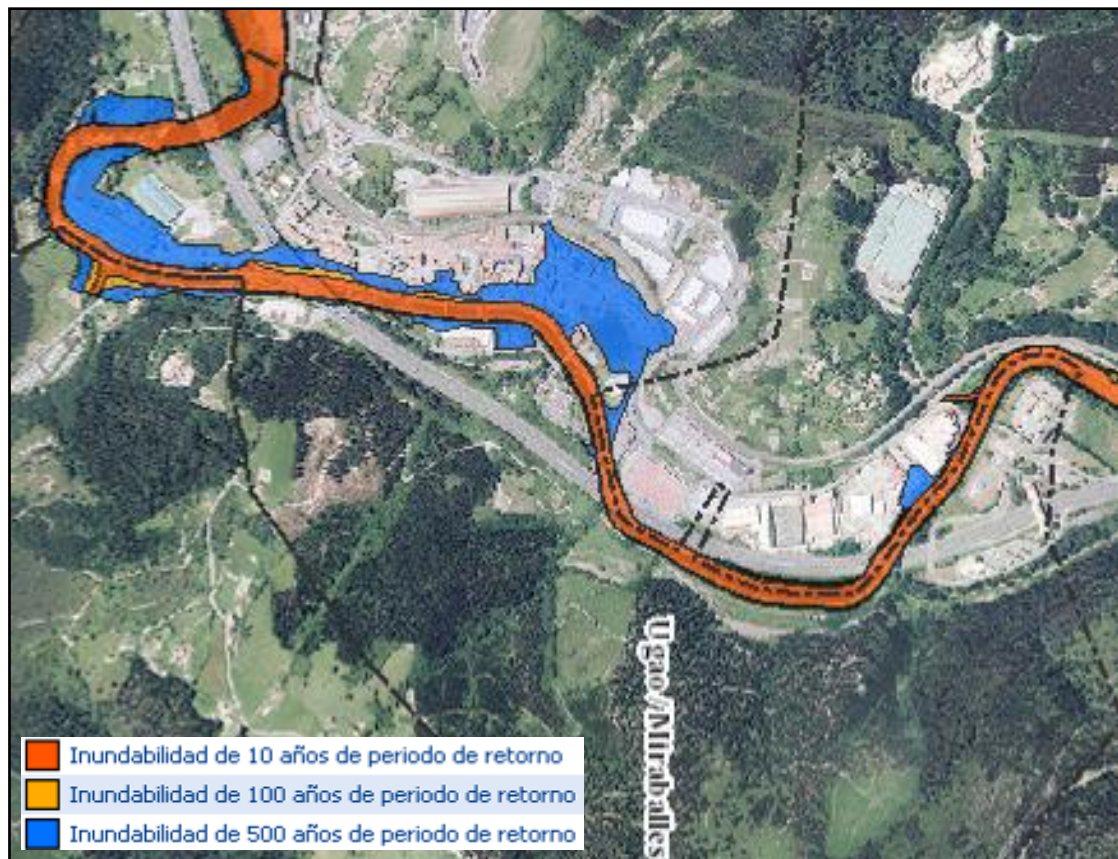 Ugao/Miraballes
Inundabilidad de 10 años de periodo de retorno
Inundabilidad de 100 años de periodo de retorno
Inundabilidad de 500 años de periodo de retorno